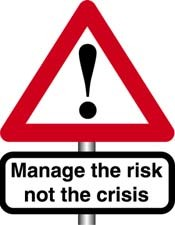 !
Manage the risk
not the crisis